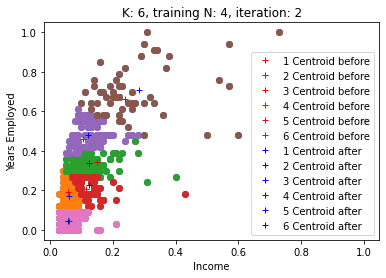 K: 6, training N: 4, iteration: 2
1.0
0.8
0.6
0.4
0.2
0.0
Years Employed
1 Centroid before
2 Centroid before
3 Centroid before
4 Centroid before
5 Centroid before
6 Centroid before
1 Centroid after
2 Centroid after
3 Centroid after
4 Centroid after
5 Centroid after
6 Centroid after
0.0 0.2 0.4 0.6 0.8 1.0
Income